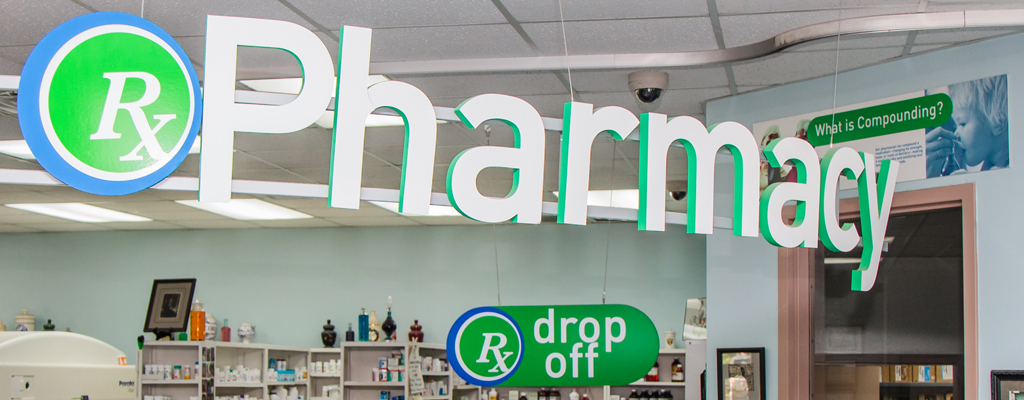 Rx Pharmacy
What is Compounding?
Rx drop
off